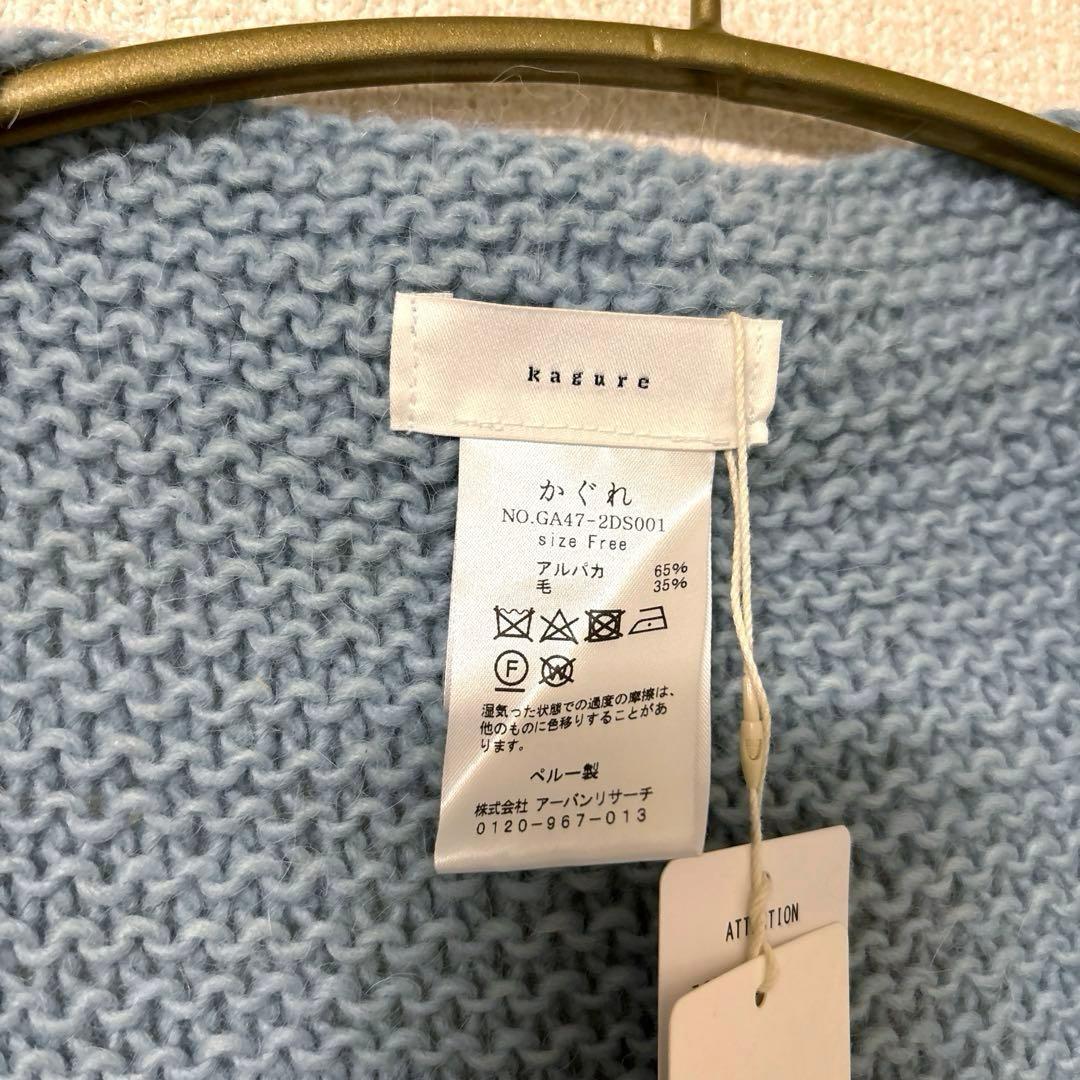 kagure
かぐれ
NO.GA47-2DS001
size Free
アルパカ 65%
毛 35%
F
W
湿気った状態での過度の摩擦は、
他のものに色移りすることがあ
ります。
ペルー製
株式会社 アーバンリサーチ
0120-967-013